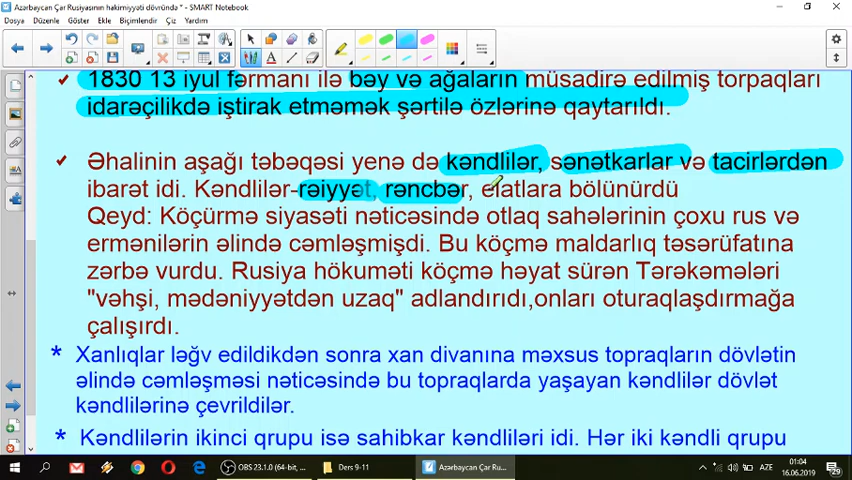 Azərbaycan Çar Rusiyasının hakimiyyəti dövründə * - SMART Notebook
Dosya Düzenle Göster Ekle Biçimlendir Çiz Yardım
1830 13 iyul fərmanı ilə bəy və ağaların müsadirə edilmiş torpaqları
idarəçilikdə iştirak etməmək şərtilə özlərinə qaytarıldı.
Əhalinin aşağı təbəqəsi yenə də kəndlilər, sənətkarlar və tacirlərdən
ibarət idi. Kəndlilər-rəiyyət, rəncbər, elatlara bölünürdü
Qeyd: Köçürmə siyasəti nəticəsində otlaq sahələrinin çoxu rus və
ermənilərin əlində cəmləşmişdi. Bu köçmə maldarlıq təsərüfatına
zərbə vurdu. Rusiya hökuməti köçmə həyat sürən Tərəkəmələri
"vəhşi, mədəniyyətdən uzaq" adlandırıdı,onları oturaqlaşdırmağa
çalışırdı.
* Xanlıqlar ləğv edildikdən sonra xan divanına məxsus topraqların dövlətin
əlində cəmləşməsi nəticəsində bu topraqlarda yaşayan kəndlilər dövlət
kəndlilərinə çevrildilər.
* Kəndlilərin ikinci qrupu isə sahibkar kəndliləri idi. Hər iki kəndli qrupu
OBS 23.1.0 (64-bit, ... Ders 9-11 Azərbaycan Çar Ru... AZE 01:04
16.06.2019 29